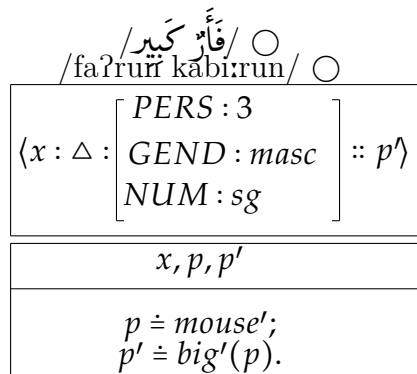 /فَأَرٌ كَبِير/ ○
/faʔrun kabiːrun/ ○
PERS : 3
⟨x : △ : [GEND : masc] :: p′⟩
NUM : sg
x, p, p′
p ≐ mouse′;
p′ ≐ big′(p).